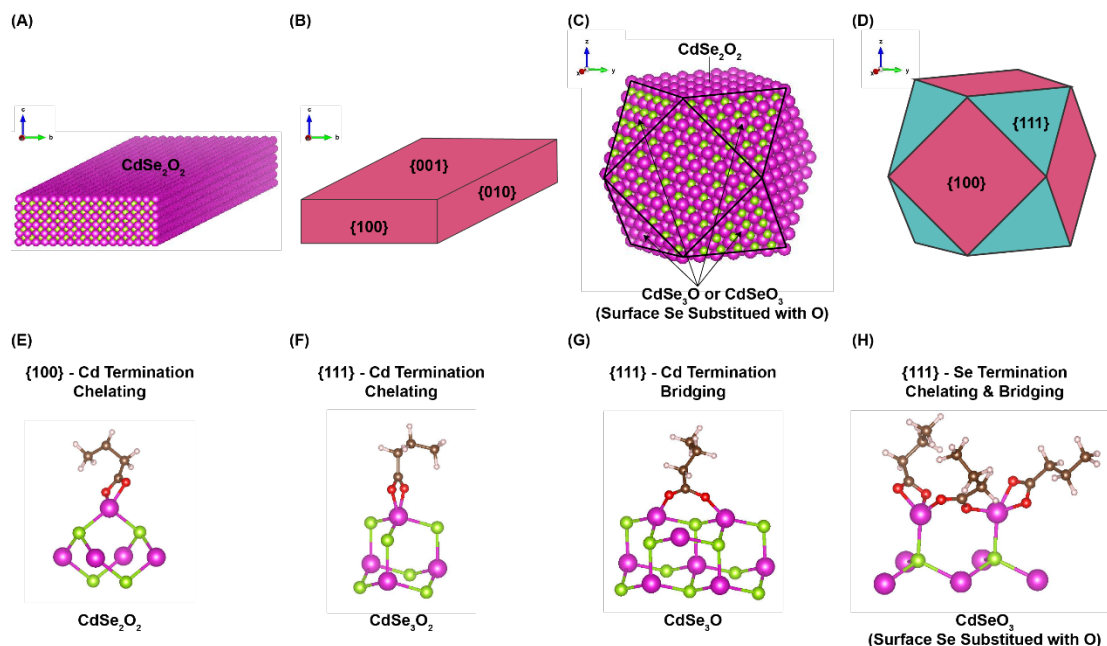 (A)
(B)
(C)
(D)
c
b
CdSe₂O₂
c
b
{001}
{010}
{100}
z
x
y
CdSe₂O₂
CdSe₃O or CdSeO₃
(Surface Se Substitued with O)
z
x
y
{111}
{100}
(E)
(F)
(G)
(H)
{100} - Cd Termination
Chelating
{111} - Cd Termination
Chelating
{111} - Cd Termination
Bridging
{111} - Se Termination
Chelating & Bridging
CdSe₂O₂
CdSe₃O₂
CdSe₃O
CdSeO₃
(Surface Se Substitued with O)